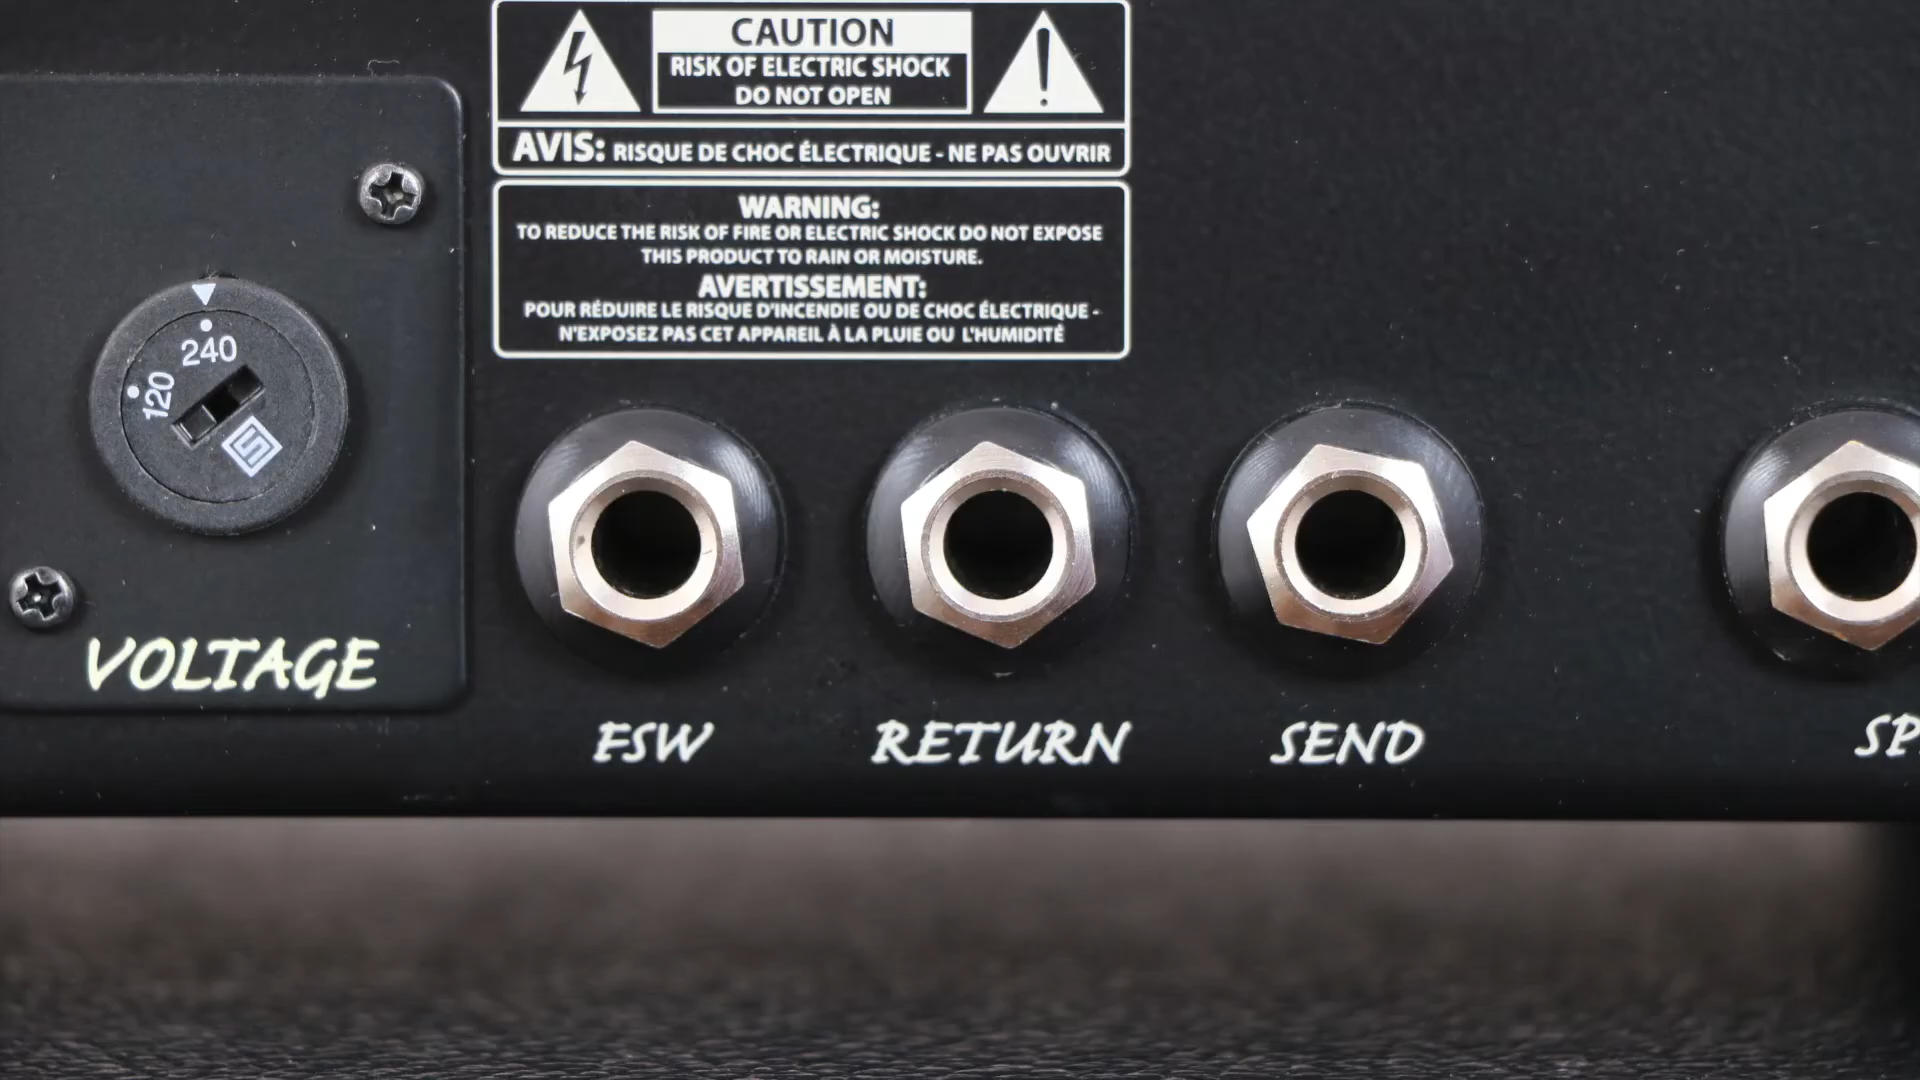 CAUTION
RISK OF ELECTRIC SHOCK
DO NOT OPEN
AVIS: RISQUE DE CHOC ÉLECTRIQUE - NE PAS OUVRIR
WARNING:
TO REDUCE THE RISK OF FIRE OR ELECTRIC SHOCK DO NOT EXPOSE
THIS PRODUCT TO RAIN OR MOISTURE.
AVERTISSEMENT:
POUR RÉDUIRE LE RISQUE D'INCENDIE OU DE CHOC ÉLECTRIQUE -
N'EXPOSEZ PAS CET APPAREIL À LA PLUIE OU L'HUMIDITÉ
240
120
VOLTAGE
FSW
RETURN
SEND